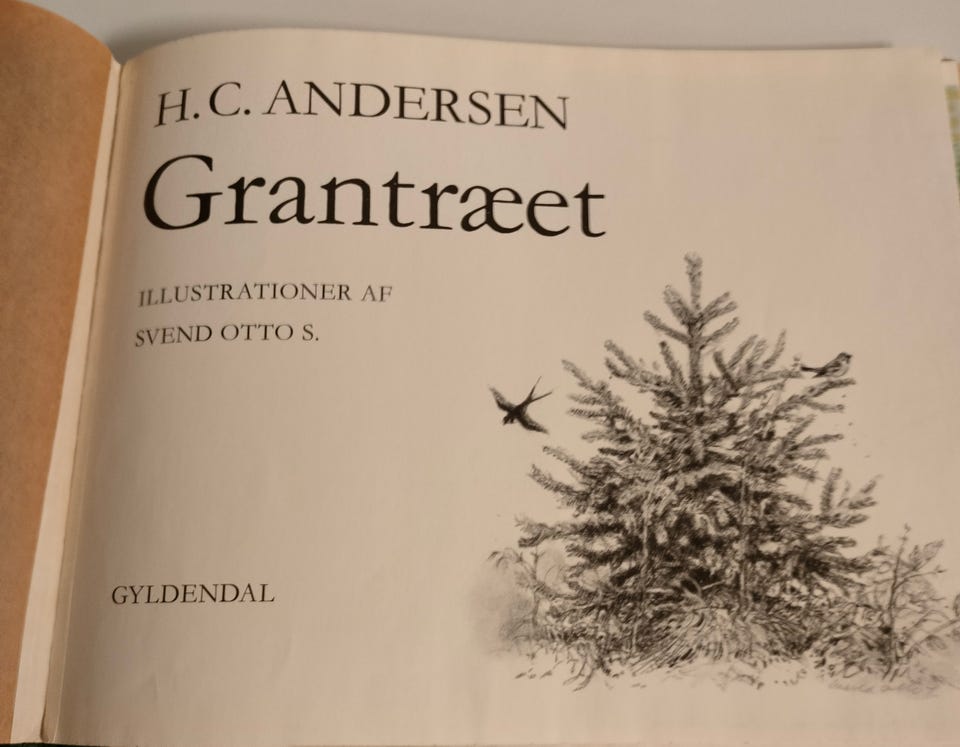 H. C. ANDERSEN
Grantræet
ILLUSTRATIONER AF
SVEND OTTO S.
GYLDENDAL